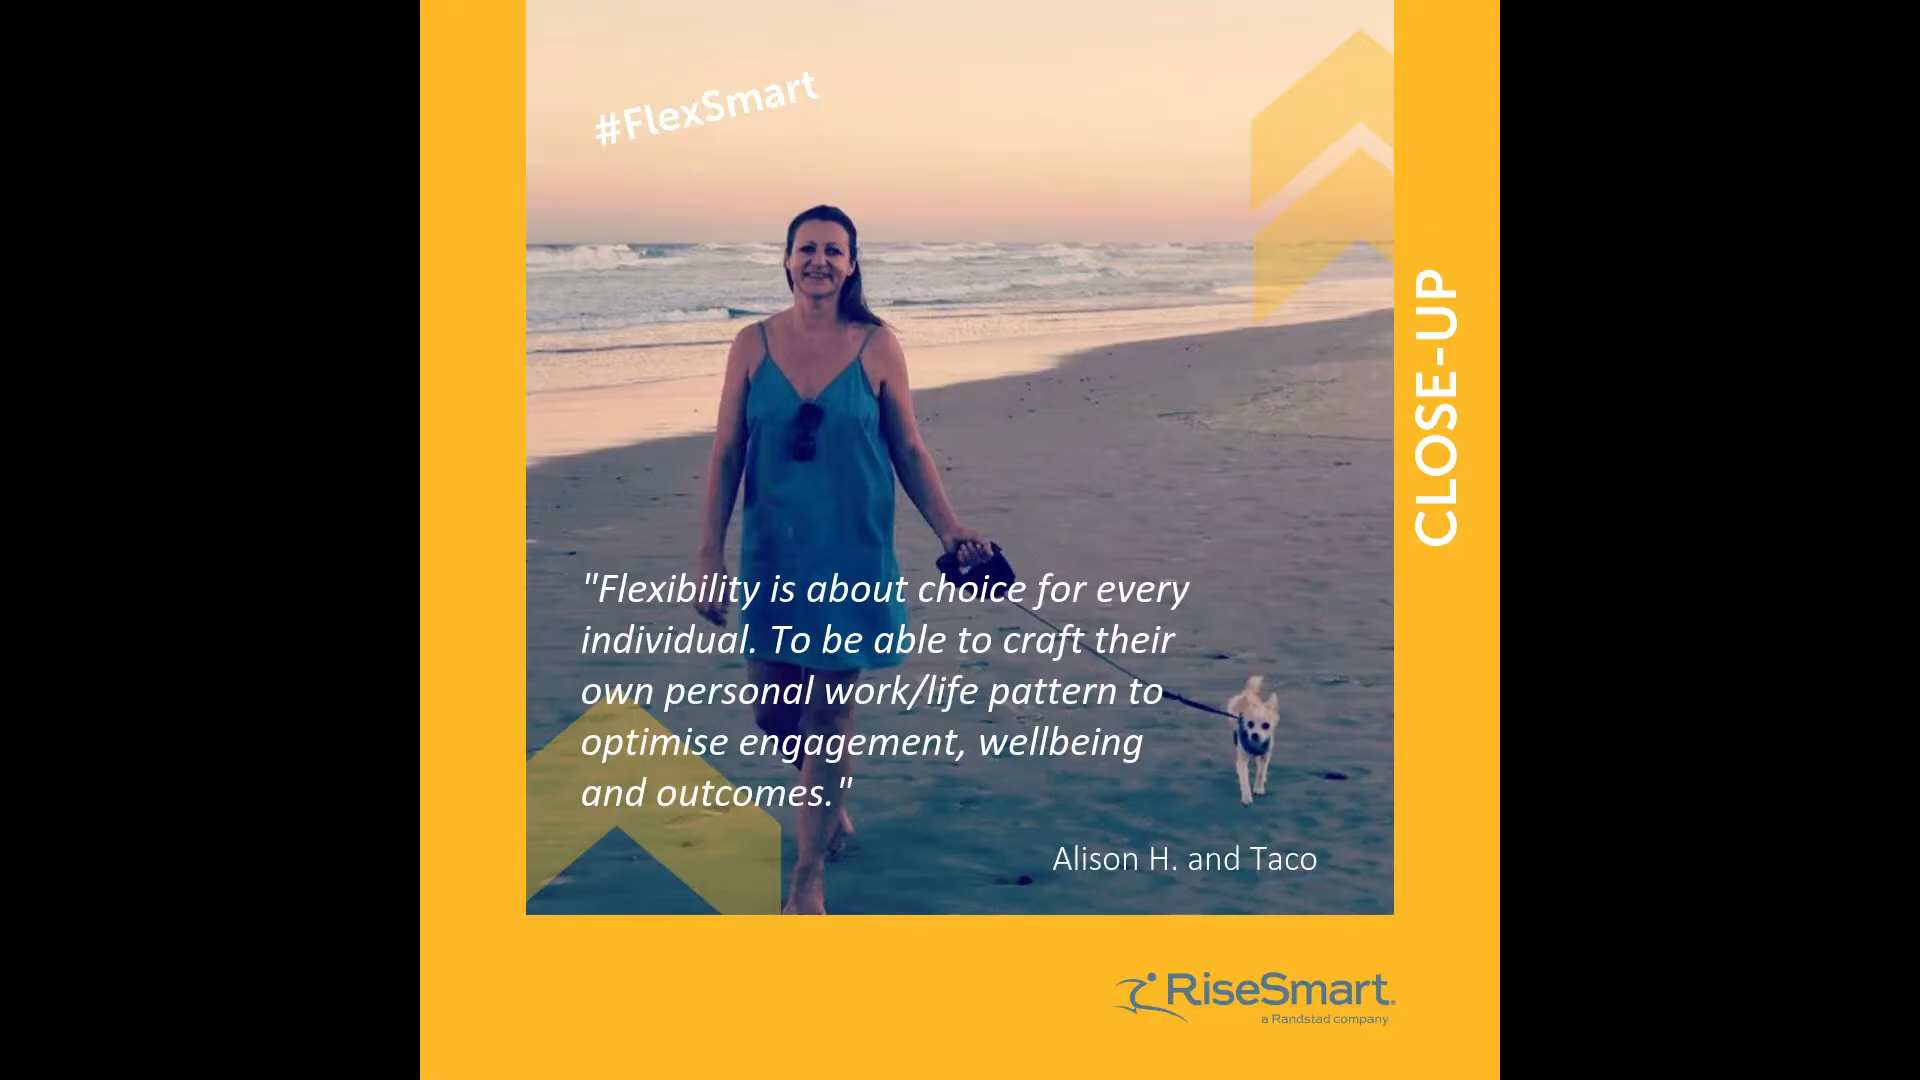 #FlexSmart
CLOSE-UP
"Flexibility is about choice for every
individual. To be able to craft their
own personal work/life pattern to
optimise engagement, wellbeing
and outcomes."
Alison H. and Taco
RiseSmart®
a Randstad company